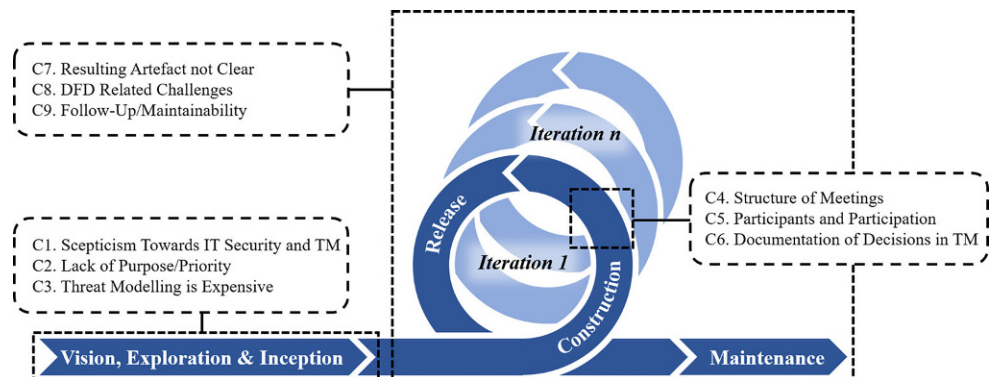 C7. Resulting Artefact not Clear
C8. DFD Related Challenges
C9. Follow-Up/Maintainability
Iteration n
C4. Structure of Meetings
C5. Participants and Participation
C6. Documentation of Decisions in TM
Release
C1. Scepticism Towards IT Security and TM
C2. Lack of Purpose/Priority
C3. Threat Modelling is Expensive
Iteration 1
Construction
Vision, Exploration & Inception
Maintenance